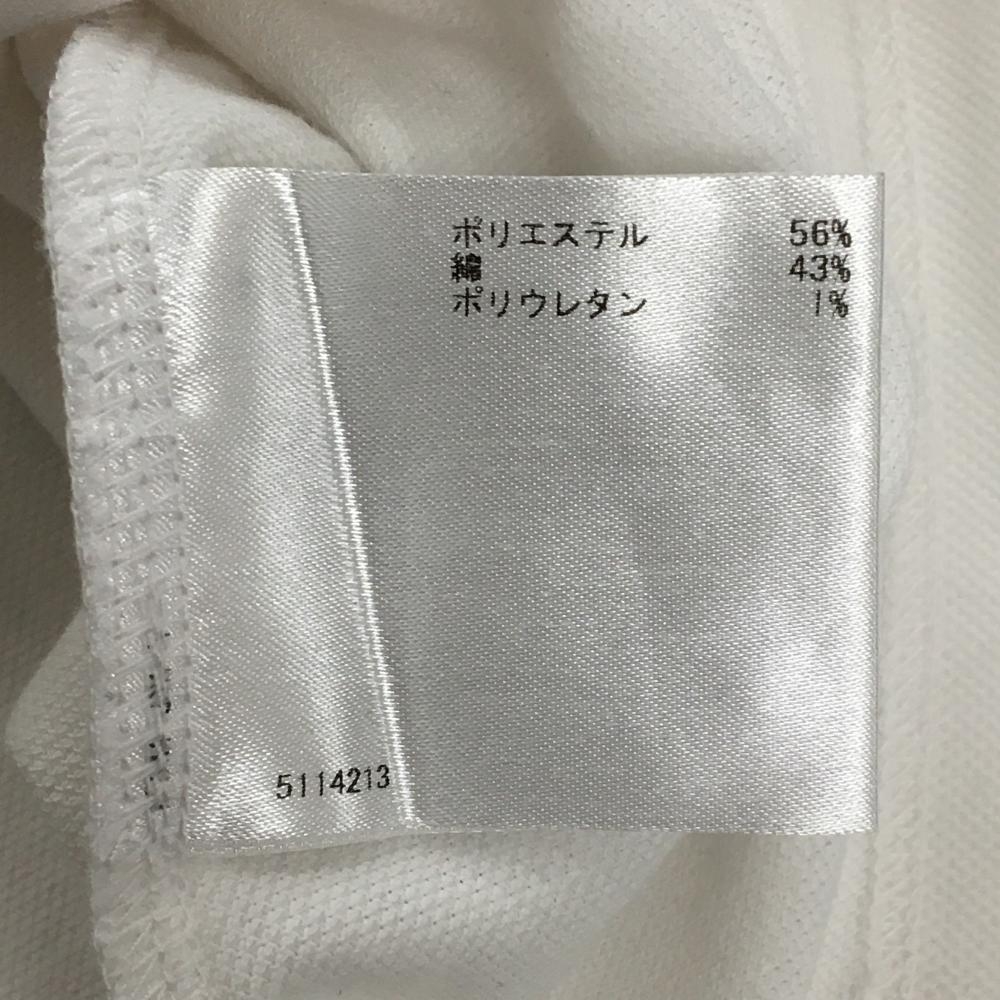 ポリエステル 56%
綿 43%
ポリウレタン 1%
5114213